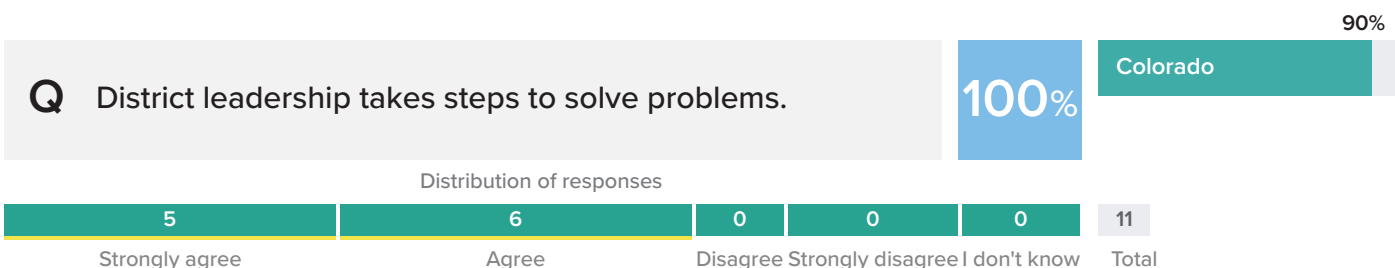 90%
Q District leadership takes steps to solve problems.
100%
Colorado
Distribution of responses
5 6 0 0 0 11
Strongly agree Agree Disagree Strongly disagree I don't know Total